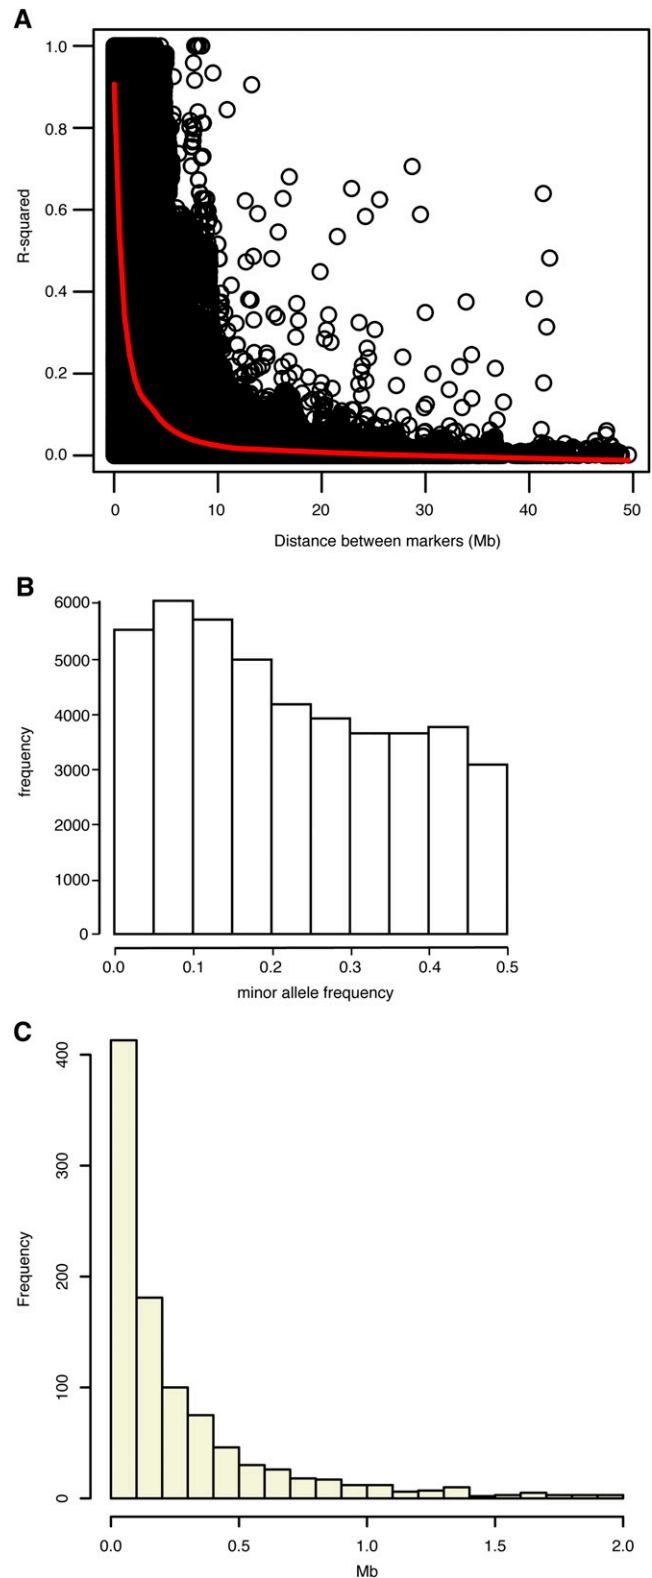 A
1.0
0.8
0.6
0.4
0.2
0.0
R-squared
0 10 20 30 40 50
Distance between markers (Mb)
B
6000
5000
4000
3000
2000
1000
0
frequency
0.0 0.1 0.2 0.3 0.4 0.5
minor allele frequency
C
400
300
200
100
0
Frequency
0.0 0.5 1.0 1.5 2.0
Mb